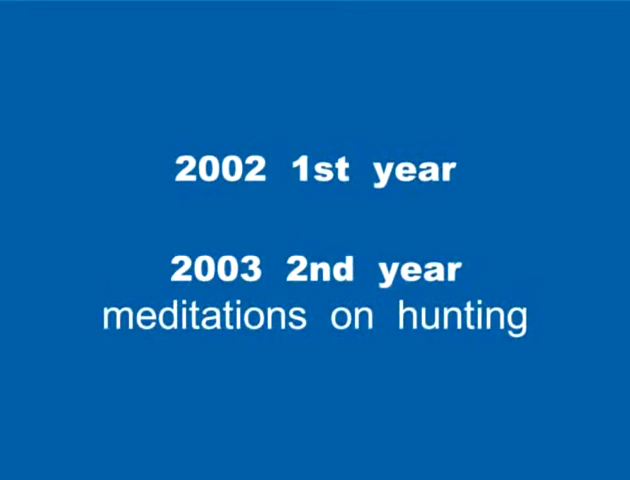 2002 1st year
2003 2nd year
meditations on hunting